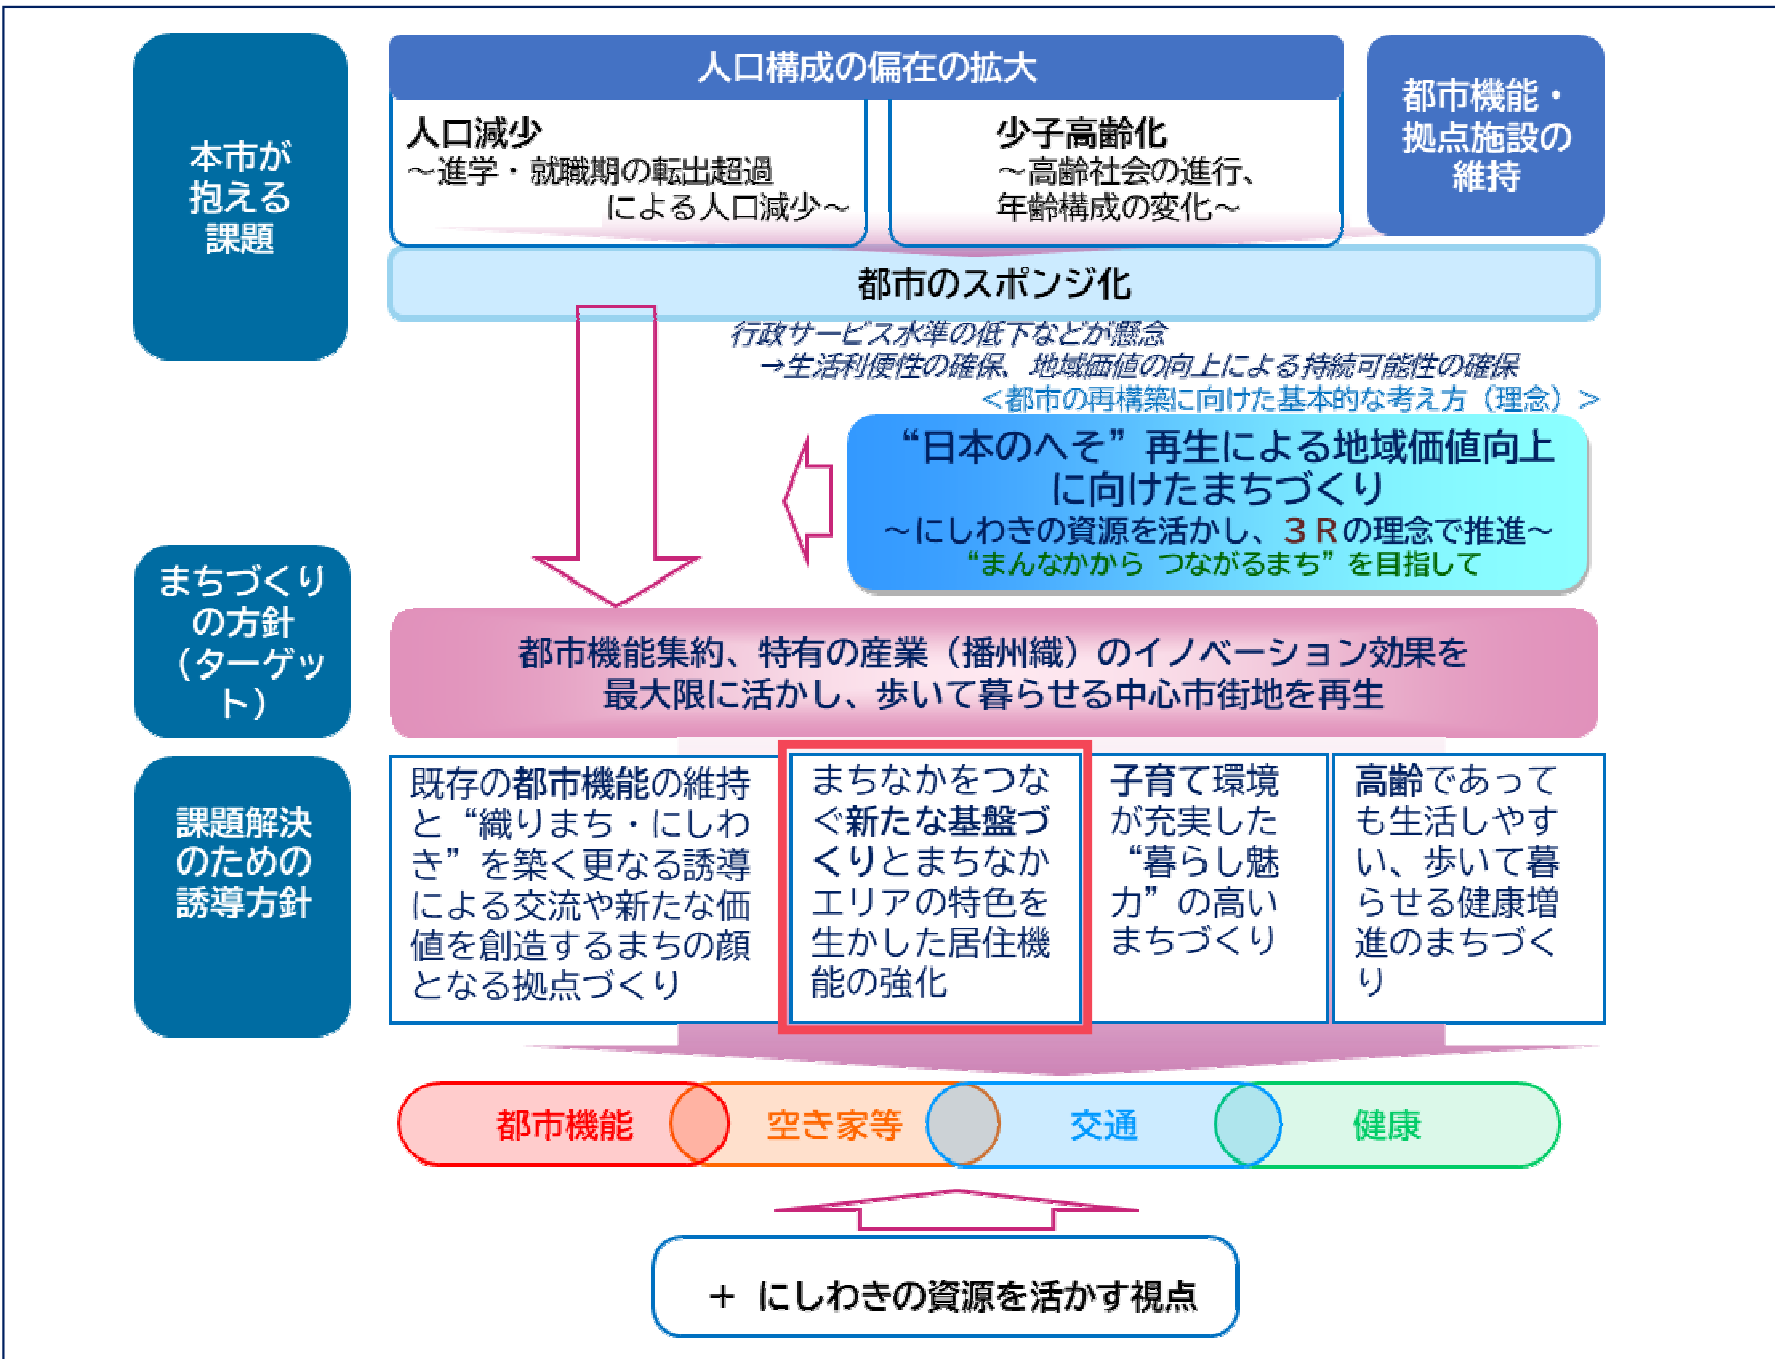 本市が
抱える
課題
人口構成の偏在の拡大
人口減少
～進学・就職期の転出超過
による人口減少～
少子高齢化
～高齢社会の進行、
年齢構成の変化～
都市機能・
拠点施設の
維持
都市のスポンジ化
行政サービス水準の低下などが懸念
→生活利便性の確保、地域価値の向上による持続可能性の確保
＜都市の再構築に向けた基本的な考え方（理念）＞
“日本のへそ”再生による地域価値向上
に向けたまちづくり
～にしわきの資源を活かし、３Ｒの理念で推進～
“まんなかから つながるまち”を目指して
まちづくり
の方針
（ターゲッ
ト）
都市機能集約、特有の産業（播州織）のイノベーション効果を
最大限に活かし、歩いて暮らせる中心市街地を再生
課題解決
のための
誘導方針
既存の都市機能の維持
と“織りまち・にしわ
き”を築く更なる誘導
による交流や新たな価
値を創造するまちの顔
となる拠点づくり
まちなかをつな
ぐ新たな基盤づ
くりとまちなか
エリアの特色を
生かした居住機
能の強化
子育て環境
が充実した
“暮らし魅
力”の高い
まちづくり
高齢であって
も生活しやす
い、歩いて暮
らせる健康増
進のまちづく
り
都市機能
空き家等
交通
健康
＋ にしわきの資源を活かす視点